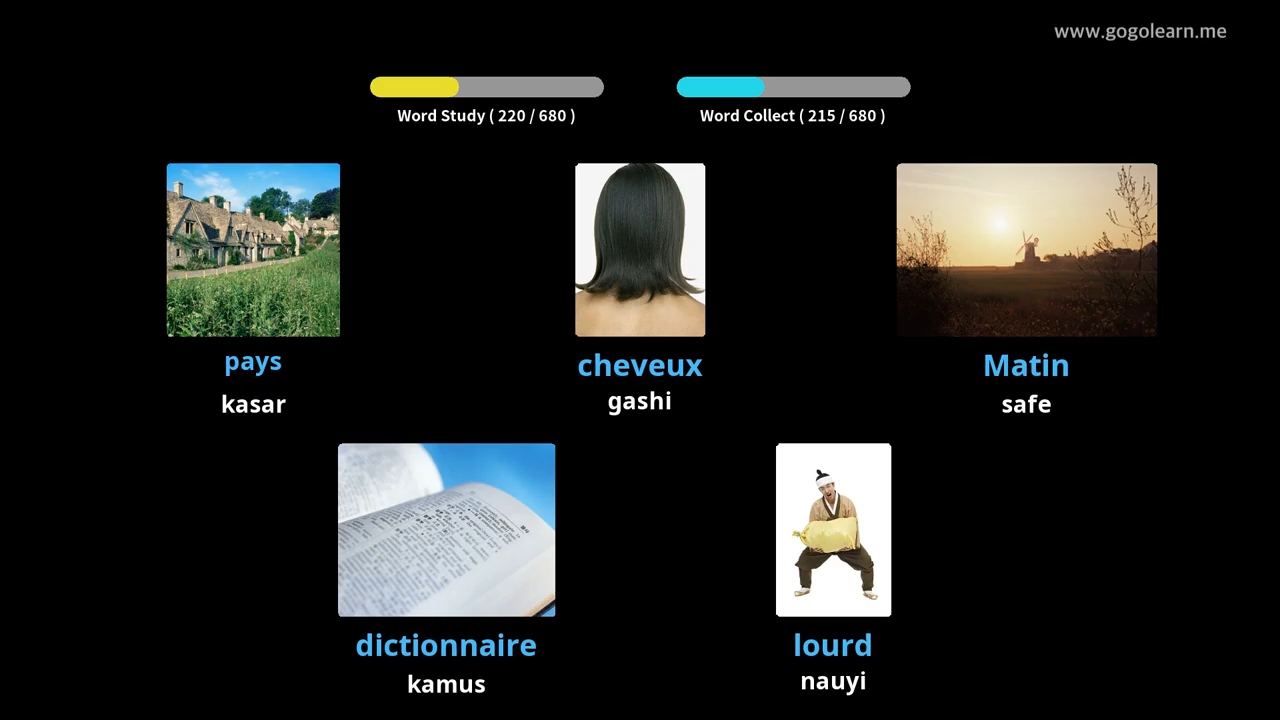 www.gogolearn.me
Word Study ( 220 / 680 )
Word Collect ( 215 / 680 )
pays
kasar
cheveux
gashi
Matin
safe
dictionnaire
kamus
lourd
nauyi